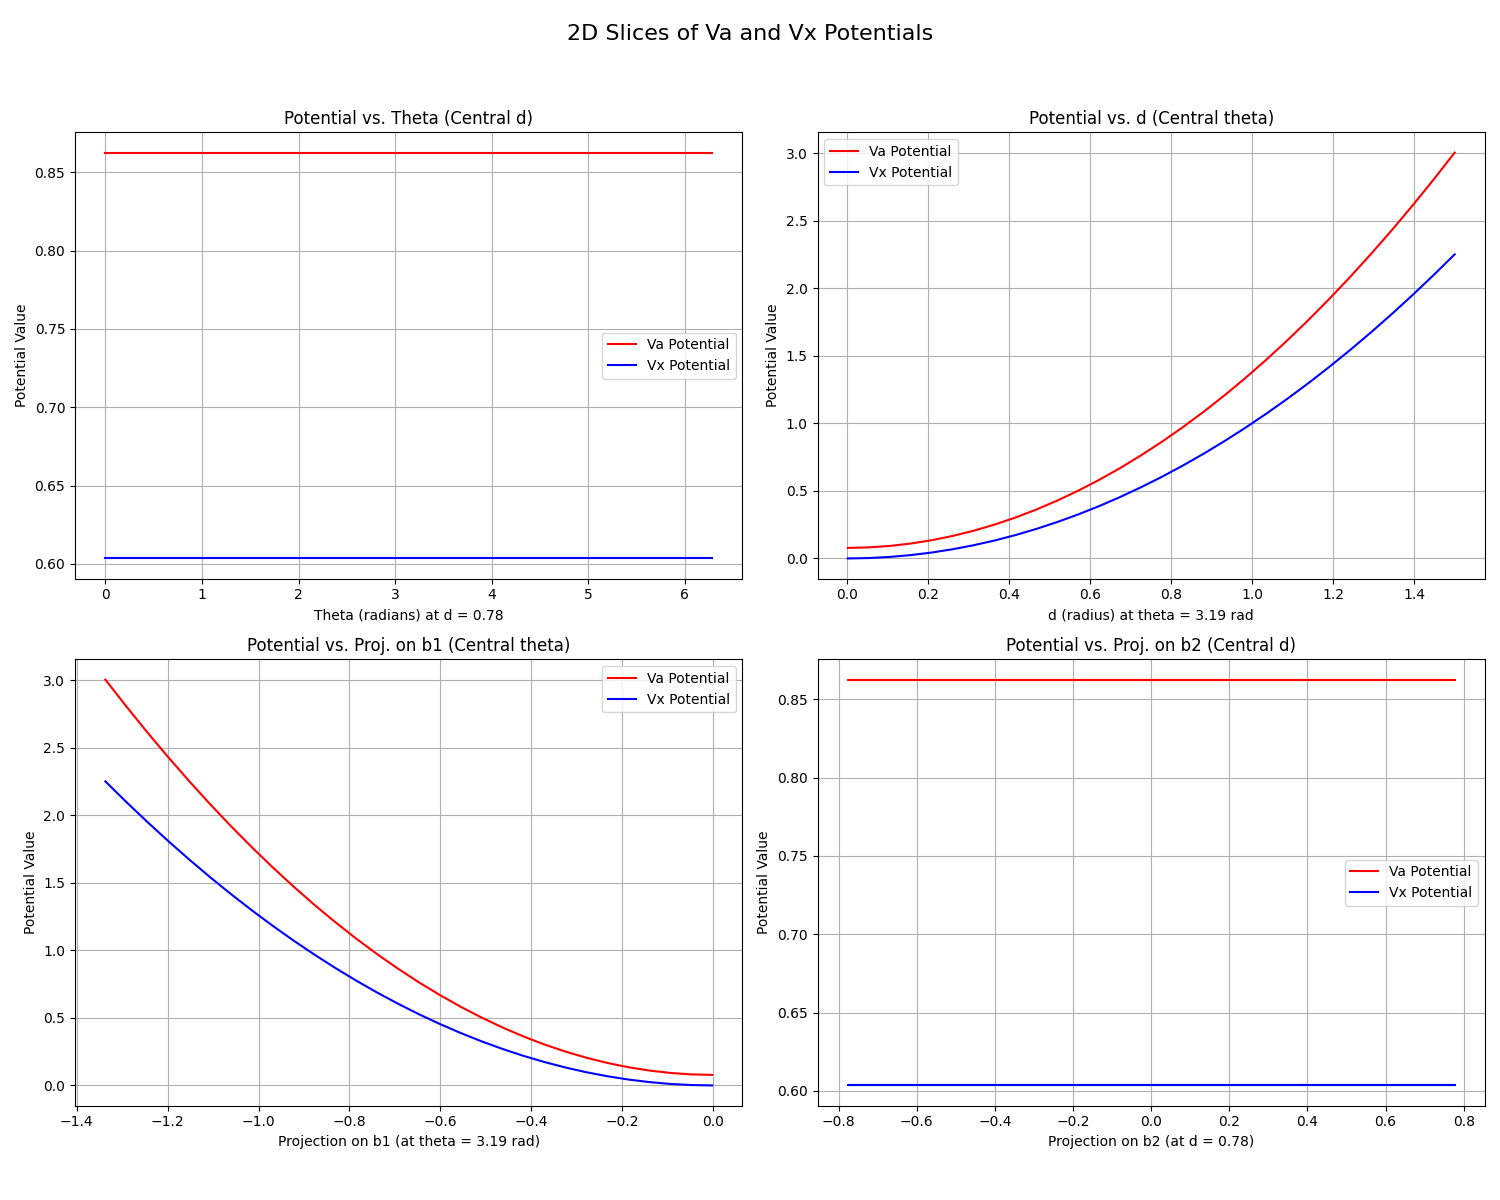 2D Slices of Va and Vx Potentials
Potential vs. Theta (Central d)
Potential Value
0.85
0.80
0.75
0.70
0.65
0.60
Va Potential
Vx Potential
0 1 2 3 4 5 6
Theta (radians) at d = 0.78
Potential vs. d (Central theta)
Potential Value
3.0
2.5
2.0
1.5
1.0
0.5
0.0
Va Potential
Vx Potential
0.0 0.2 0.4 0.6 0.8 1.0 1.2 1.4
d (radius) at theta = 3.19 rad
Potential vs. Proj. on b1 (Central theta)
Potential Value
3.0
2.5
2.0
1.5
1.0
0.5
0.0
Va Potential
Vx Potential
−1.4 −1.2 −1.0 −0.8 −0.6 −0.4 −0.2 0.0
Projection on b1 (at theta = 3.19 rad)
Potential vs. Proj. on b2 (Central d)
Potential Value
0.85
0.80
0.75
0.70
0.65
0.60
Va Potential
Vx Potential
−0.8 −0.6 −0.4 −0.2 0.0 0.2 0.4 0.6 0.8
Projection on b2 (at d = 0.78)